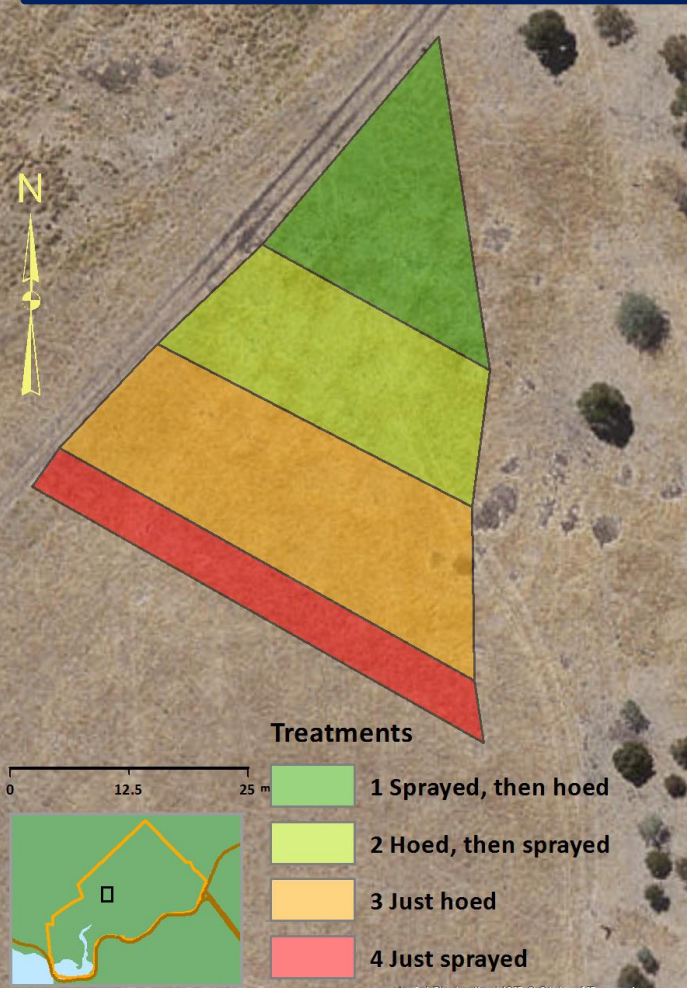 N
Treatments
0 12.5 25 m
1 Sprayed, then hoed
2 Hoed, then sprayed
3 Just hoed
4 Just sprayed